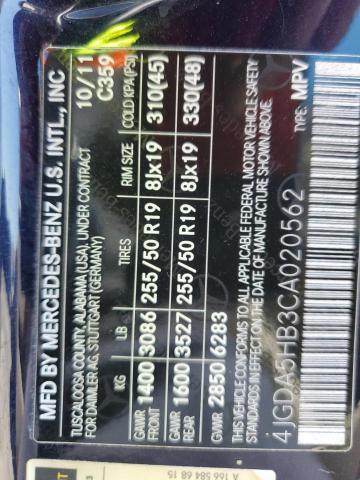 MFD BY MERCEDES-BENZ U.S. INTL., INC
TUSCALOOSA COUNTY, ALABAMA (USA), UNDER CONTRACT 10/11
FOR DAIMLER AG, STUTTGART (GERMANY) C359
KG LB TIRES RIM SIZE COLD KPA(PSI)
GAWR FRONT 1400 3086 255/50 R19 8Jx19 310(45)
GAWR REAR 1600 3527 255/50 R19 8Jx19 330(48)
GVWR 2850 6283
THIS VEHICLE CONFORMS TO ALL APPLICABLE FEDERAL MOTOR VEHICLE SAFETY
STANDARDS IN EFFECT ON THE DATE OF MANUFACTURE SHOWN ABOVE.
4JGDA5HB3CA020562 TYPE: MPV
A 166 584 68 15